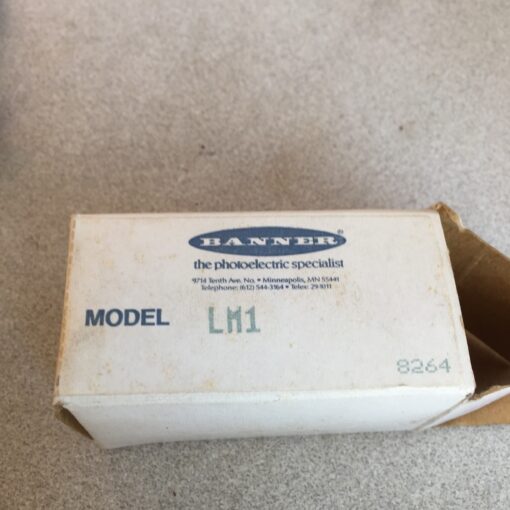 BANNER®
the photoelectric specialist
9714 Tenth Ave. No. • Minneapolis, MN 55441
Telephone: (612) 544-3164 • Telex: 29-1011
MODEL LM1
8264